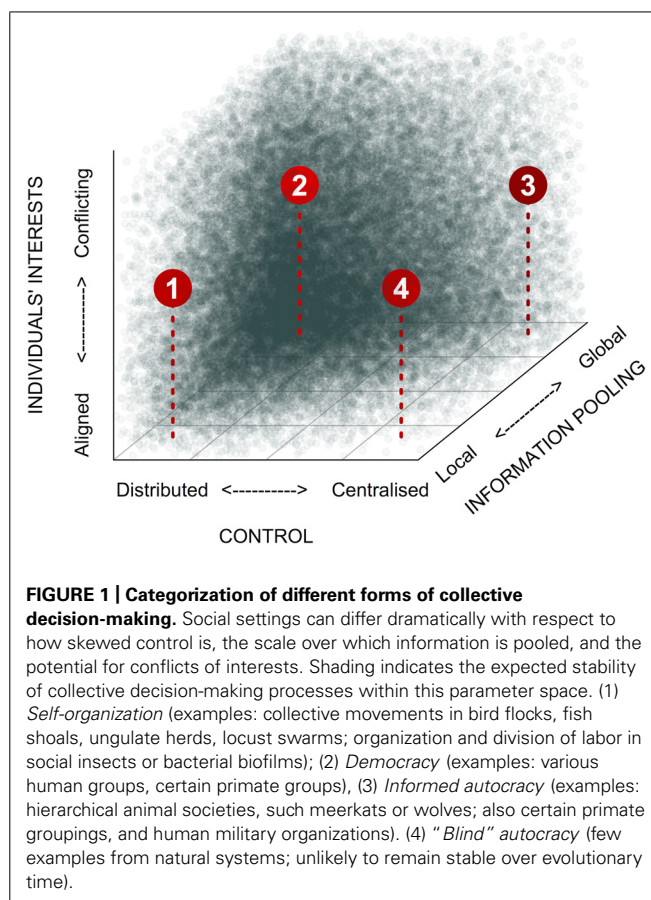 INDIVIDUALS' INTERESTS
Aligned <----------> Conflicting
1
2
3
4
Distributed <----------> Centralised
CONTROL
Local <----------> Global
INFORMATION POOLING
FIGURE 1 | Categorization of different forms of collective
decision-making. Social settings can differ dramatically with respect to
how skewed control is, the scale over which information is pooled, and the
potential for conflicts of interests. Shading indicates the expected stability
of collective decision-making processes within this parameter space. (1)
Self-organization (examples: collective movements in bird flocks, fish
shoals, ungulate herds, locust swarms; organization and division of labor in
social insects or bacterial biofilms); (2) Democracy (examples: various
human groups, certain primate groups), (3) Informed autocracy (examples:
hierarchical animal societies, such meerkats or wolves; also certain primate
groupings, and human military organizations). (4) "Blind" autocracy (few
examples from natural systems; unlikely to remain stable over evolutionary
time).